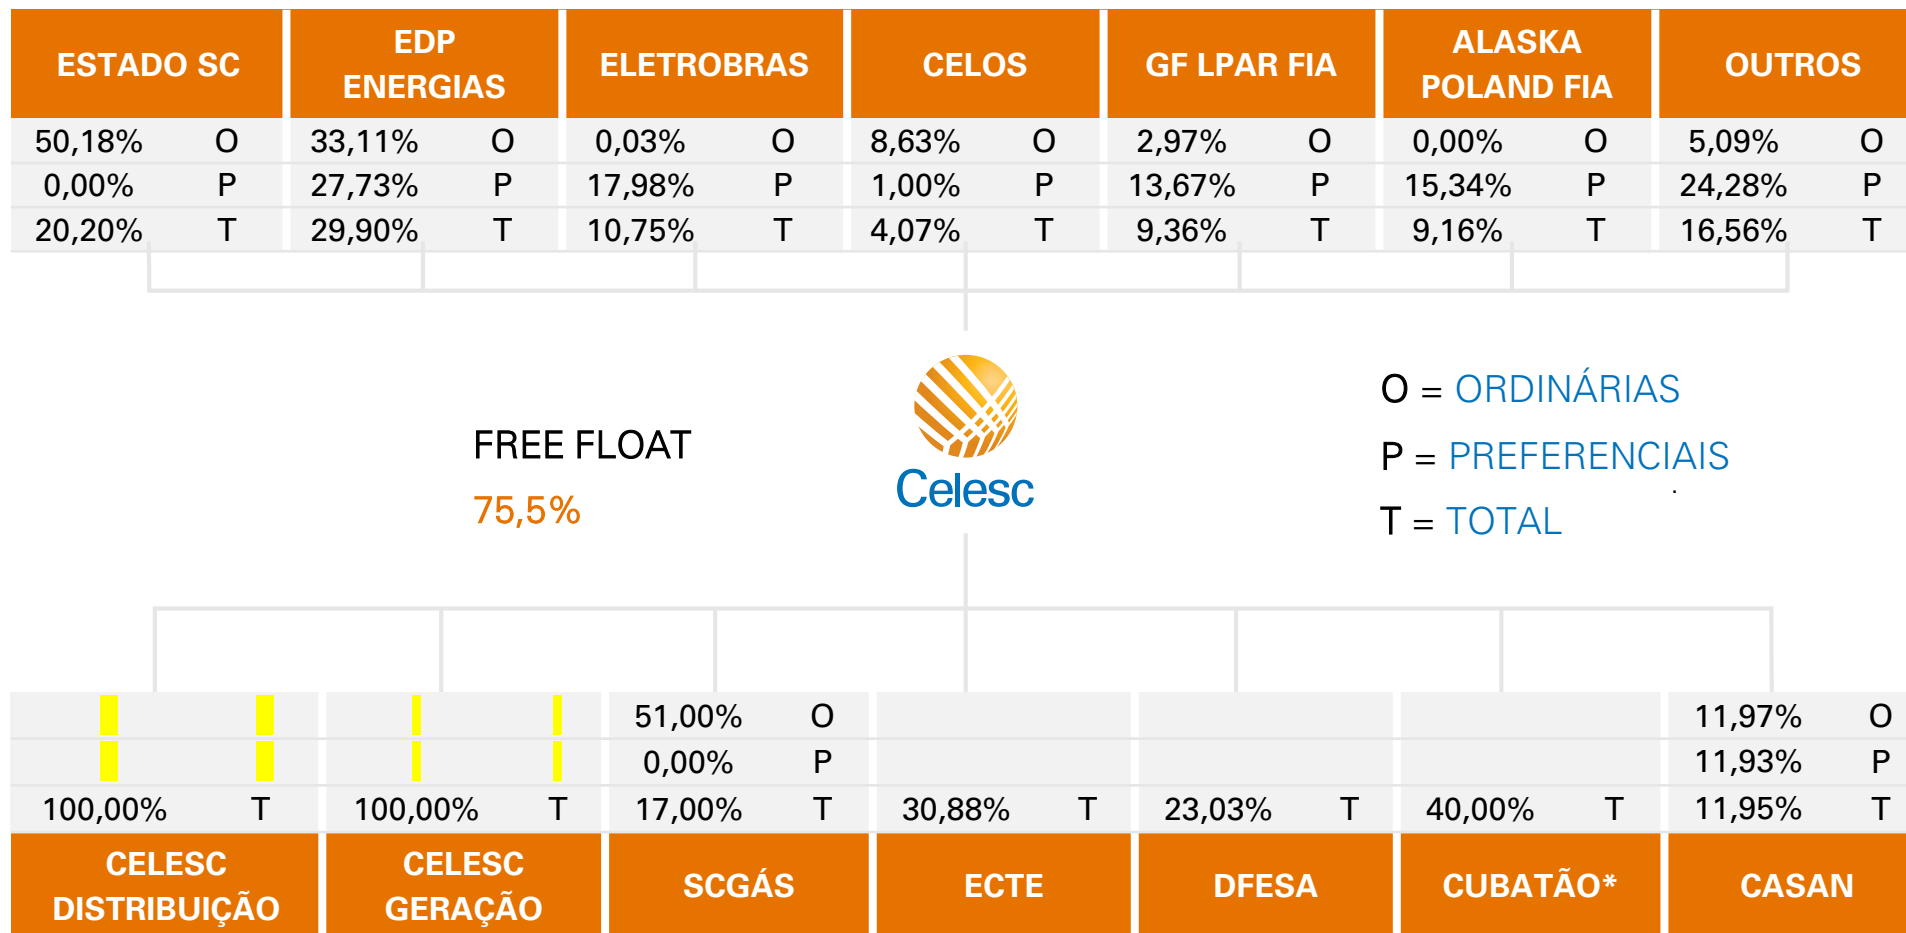 ESTADO SC
EDP
ENERGIAS
ELETROBRAS
CELOS
GF LPAR FIA
ALASKA
POLAND FIA
OUTROS
50,18% O 33,11% O 0,03% O 8,63% O 2,97% O 0,00% O 5,09% O
0,00% P 27,73% P 17,98% P 1,00% P 13,67% P 15,34% P 24,28% P
20,20% T 29,90% T 10,75% T 4,07% T 9,36% T 9,16% T 16,56% T
FREE FLOAT
75,5%
Celesc
O = ORDINÁRIAS
P = PREFERENCIAIS
.
T = TOTAL
51,00% O 11,97% O
0,00% P 11,93% P
100,00% T 100,00% T 17,00% T 30,88% T 23,03% T 40,00% T 11,95% T
CELESC
DISTRIBUIÇÃO
CELESC
GERAÇÃO
SCGÁS
ECTE
DFESA
CUBATÃO*
CASAN